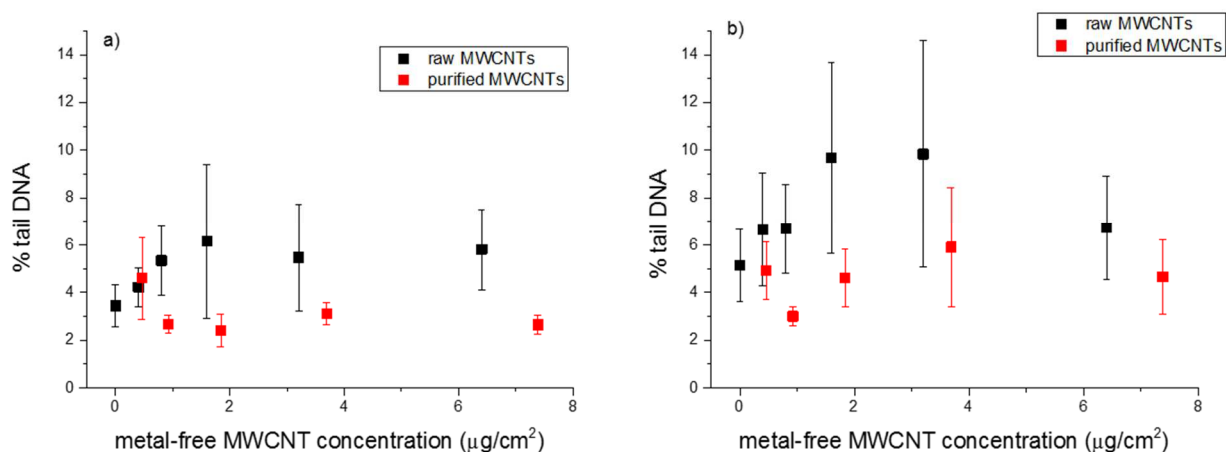 a)
raw MWCNTs
purified MWCNTs
14
12
10
8
6
4
2
0
% tail DNA
0 2 4 6 8
metal-free MWCNT concentration (μg/cm²)
b)
raw MWCNTs
purified MWCNTs
14
12
10
8
6
4
2
0
% tail DNA
0 2 4 6 8
metal-free MWCNT concentration (μg/cm²)